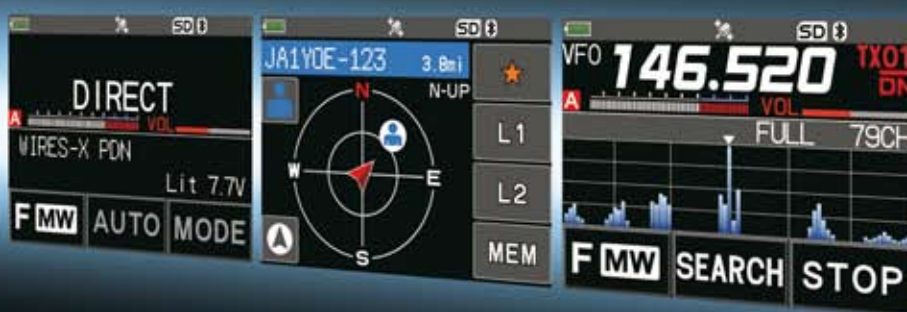 SD
DIRECT
A
VOL
WIRES-X PDN
Lit 7.7V
F MW AUTO MODE
SD
JA1YOE-123 3.8mi
N-UP
N
W
E
S
L1
L2
MEM
SD
VFO 146.520 TX01
A VOL
FULL 79CH
F MW SEARCH STOP